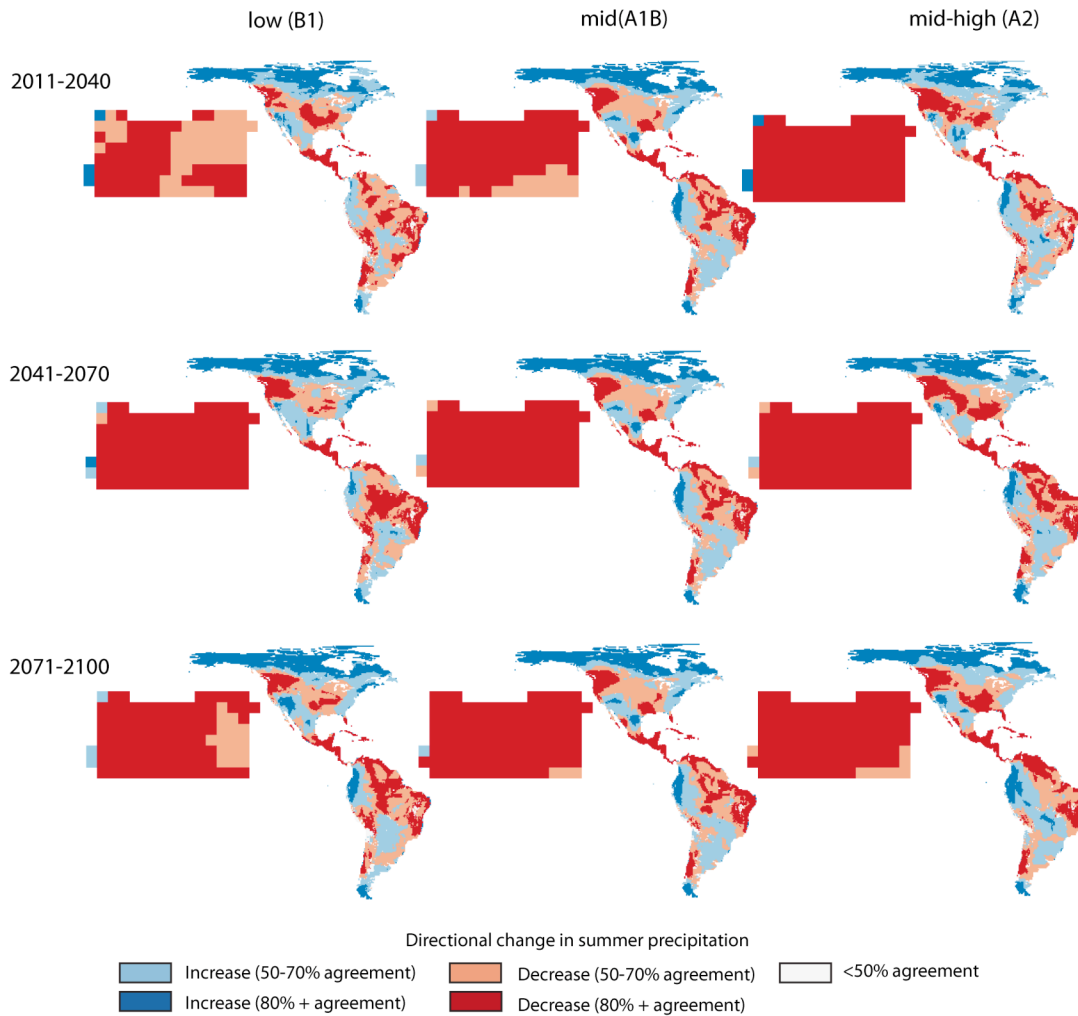 low (B1) mid(A1B) mid-high (A2)
2011-2040
2041-2070
2071-2100
Directional change in summer precipitation
Increase (50-70% agreement) Decrease (50-70% agreement) <50% agreement
Increase (80% + agreement) Decrease (80% + agreement)